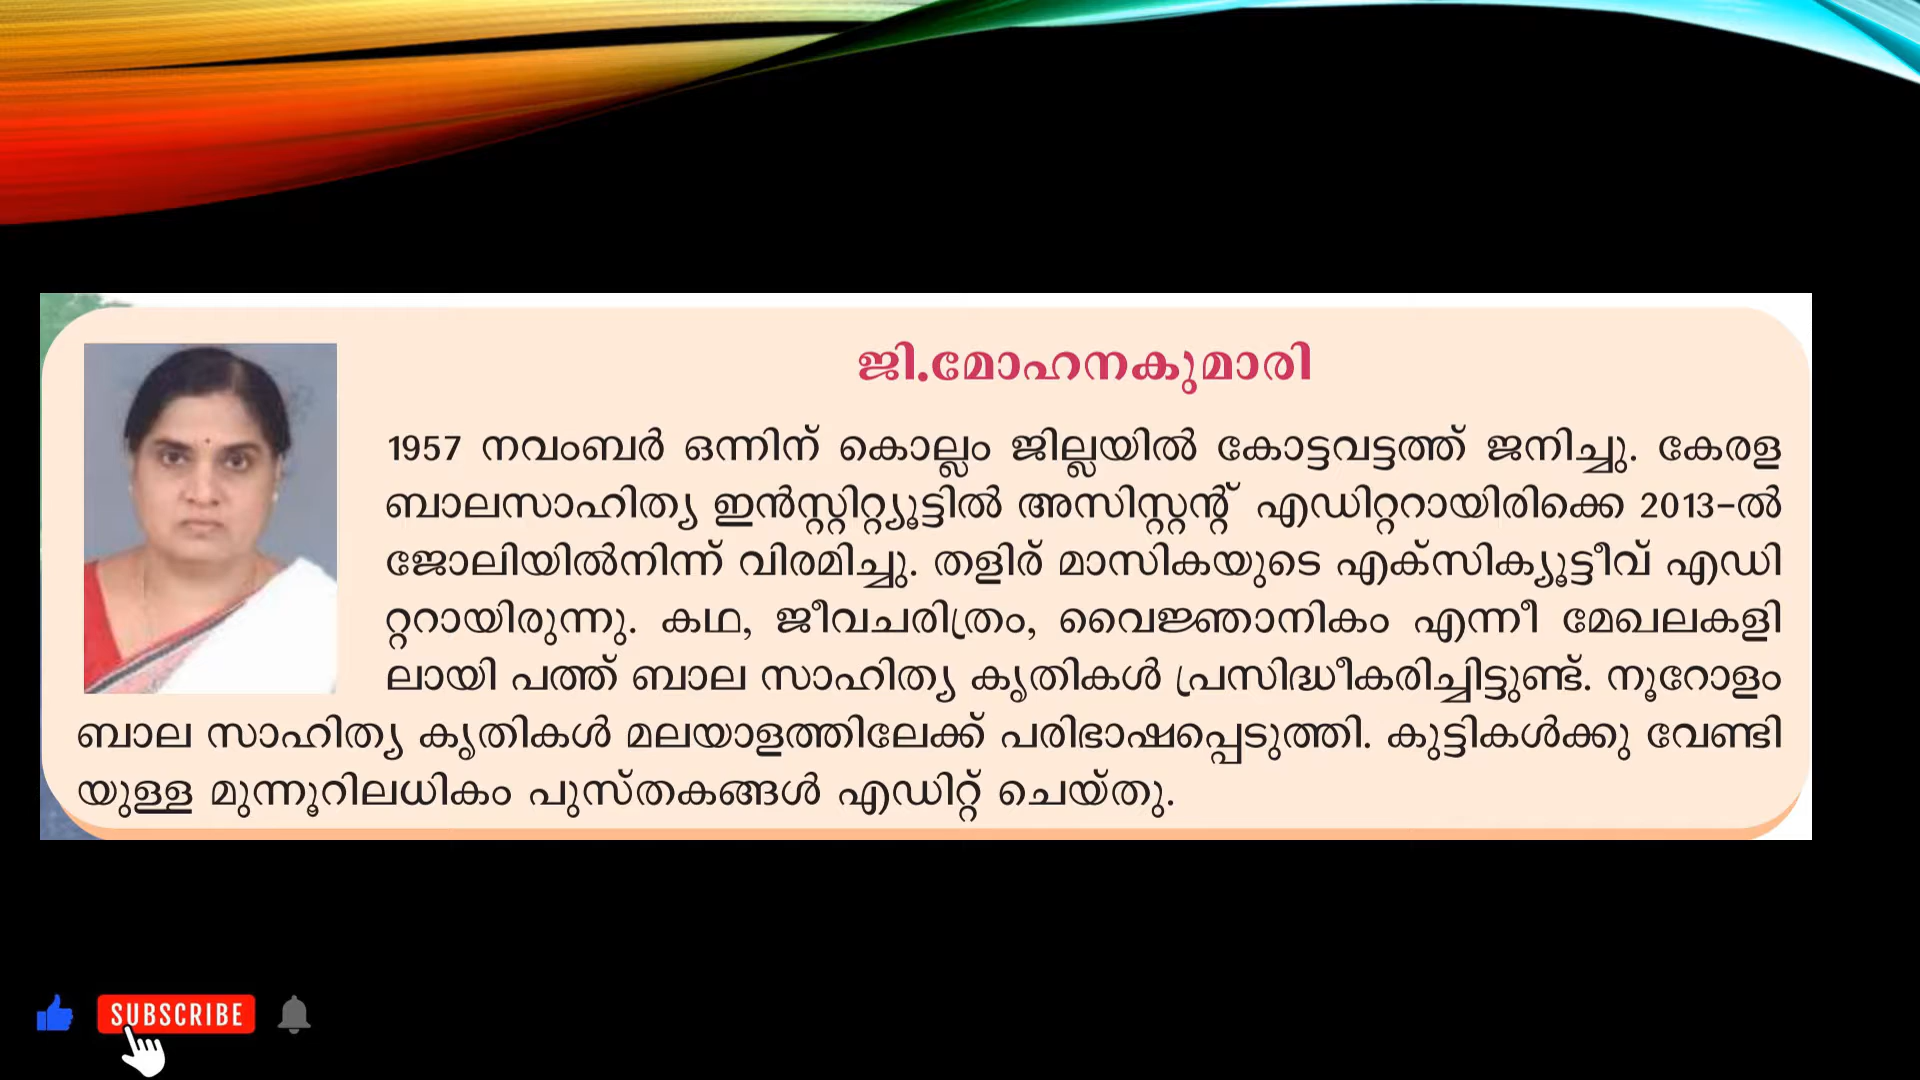 ജി.മോഹനകുമാരി
1957 നവംബർ ഒന്നിന് കൊല്ലം ജില്ലയിൽ കോട്ടവട്ടത്ത് ജനിച്ചു. കേരള
ബാലസാഹിത്യ ഇൻസ്റ്റിറ്റ്യൂട്ടിൽ അസിസ്റ്റന്റ് എഡിറ്ററായിരിക്കെ 2013-ൽ
ജോലിയിൽനിന്ന് വിരമിച്ചു. തളിര് മാസികയുടെ എക്സിക്യൂട്ടീവ് എഡി
റ്ററായിരുന്നു. കഥ, ജീവചരിത്രം, വൈജ്ഞാനികം എന്നീ മേഖലകളി
ലായി പത്ത് ബാല സാഹിത്യ കൃതികൾ പ്രസിദ്ധീകരിച്ചിട്ടുണ്ട്. നൂറോളം
ബാല സാഹിത്യ കൃതികൾ മലയാളത്തിലേക്ക് പരിഭാഷപ്പെടുത്തി. കുട്ടികൾക്കു വേണ്ടി
യുള്ള മുന്നൂറിലധികം പുസ്തകങ്ങൾ എഡിറ്റ് ചെയ്തു.
SUBSCRIBE